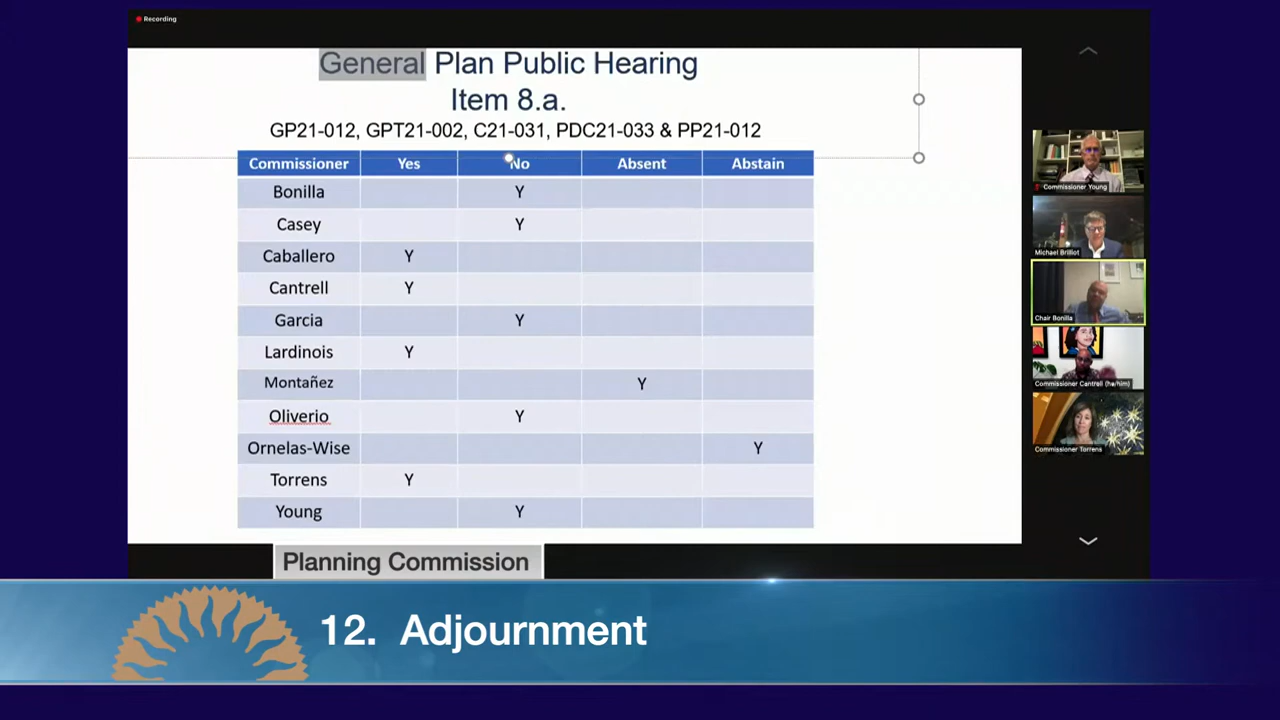 Recording
General Plan Public Hearing
Item 8.a.
GP21-012, GPT21-002, C21-031, PDC21-033 & PP21-012
Commissioner Yes No Absent Abstain
Bonilla Y
Casey Y
Caballero Y
Cantrell Y
Garcia Y
Lardinois Y
Montañez Y
Oliverio Y
Ornelas-Wise Y
Torrens Y
Young Y
Commissioner Young
Michael Brilliot
Chair Bonilla
Commissioner Cantrell (he/him)
Commissioner Torrens
Planning Commission
12. Adjournment